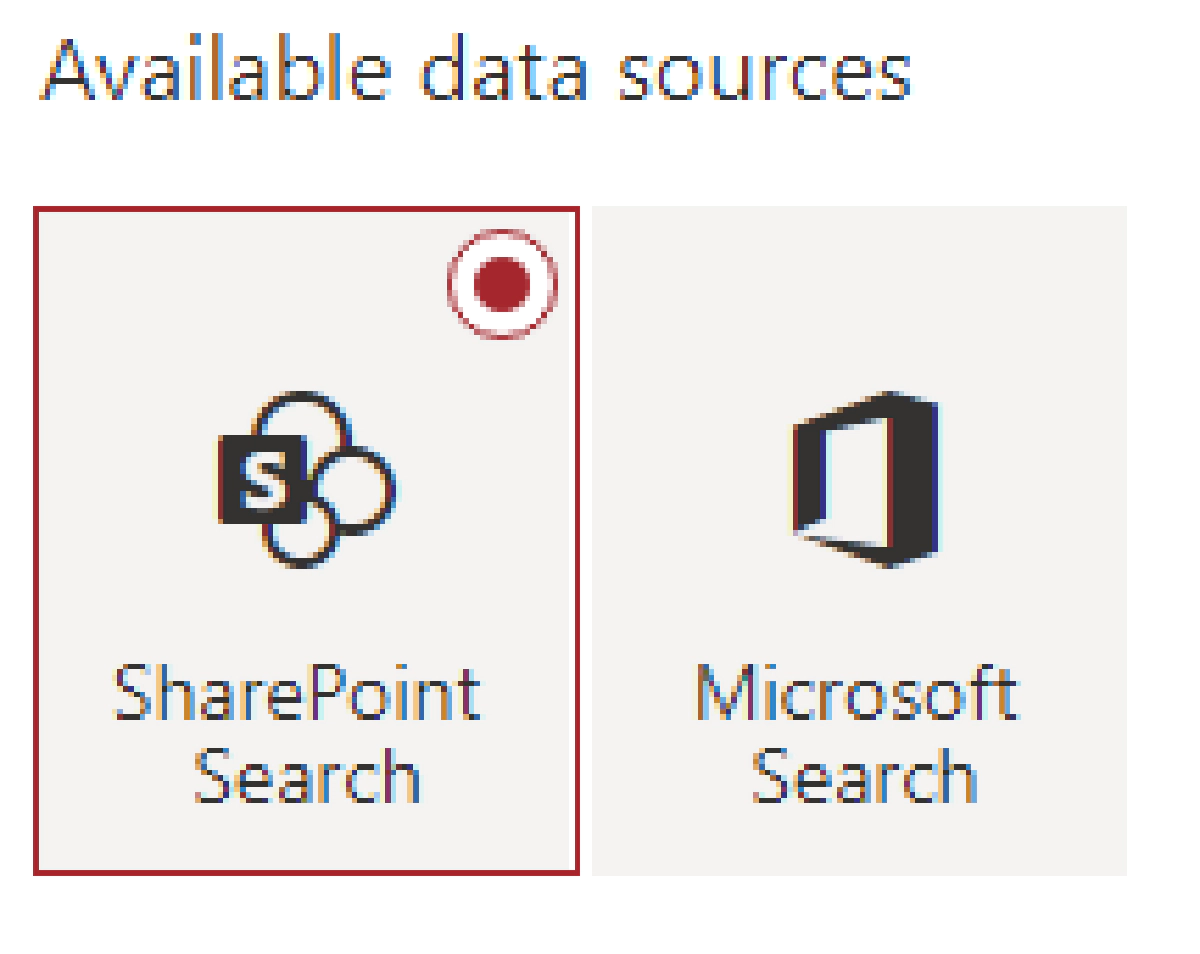 Available data sources
S
SharePoint
Search
Microsoft
Search